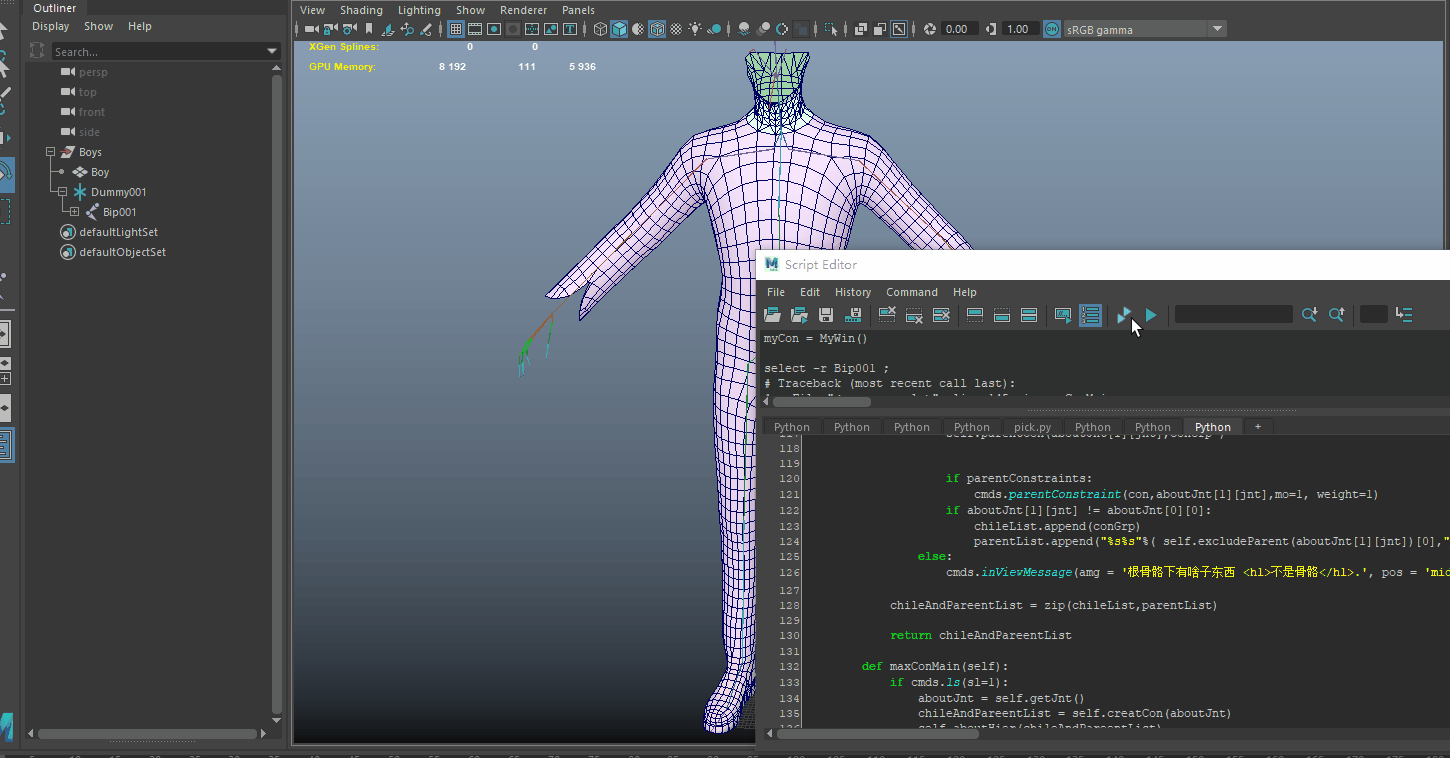 Outliner
Display Show Help
Search...
persp
top
front
side
Boys
Boy
Dummy001
Bip001
defaultLightSet
defaultObjectSet
View Shading Lighting Show Renderer Panels
0.00 1.00 ON sRGB gamma
XGen Splines: 0 0
GPU Memory: 8 192 111 5 936
Script Editor
File Edit History Command Help
myCon = MyWin()
select -r Bip001 ;
# Traceback (most recent call last):
Python Python Python Python pick.py Python Python Python +
118
119
120 if parentConstraints:
121 cmds.parentConstraint(con,aboutJnt[1][jnt],mo=1, weight=1)
122 if aboutJnt[1][jnt] != aboutJnt[0][0]:
123 chileList.append(conGrp)
124 parentList.append("%s%s"%( self.excludeParent(aboutJnt[1][jnt])[0],"
125 else:
126 cmds.inViewMessage(amg = '根骨骼下有啥子东西 <hl>不是骨骼</hl>.', pos = 'mid
127
128 chileAndPareentList = zip(chileList,parentList)
129
130 return chileAndPareentList
131
132 def maxConMain(self):
133 if cmds.ls(sl=1):
134 aboutJnt = self.getJnt()
135 chileAndPareentList = self.creatCon(aboutJnt)